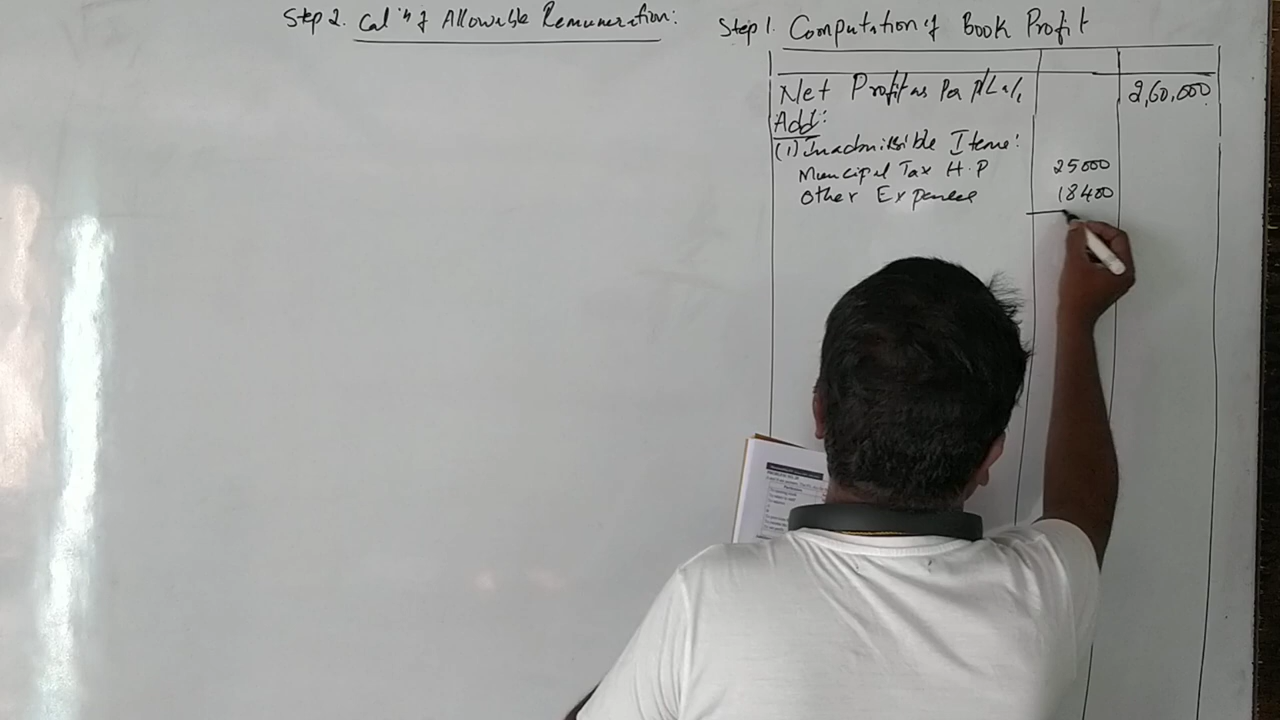 Step 2. Cal"n of Allowable Remuneration:
Step 1. Computation of Book Profit
Net Profit as Per P/L a/c 2,60,000
Add:
(1) Inadmissible Items:
Muncipal Tax H.P 25000
Other Expenses 18400